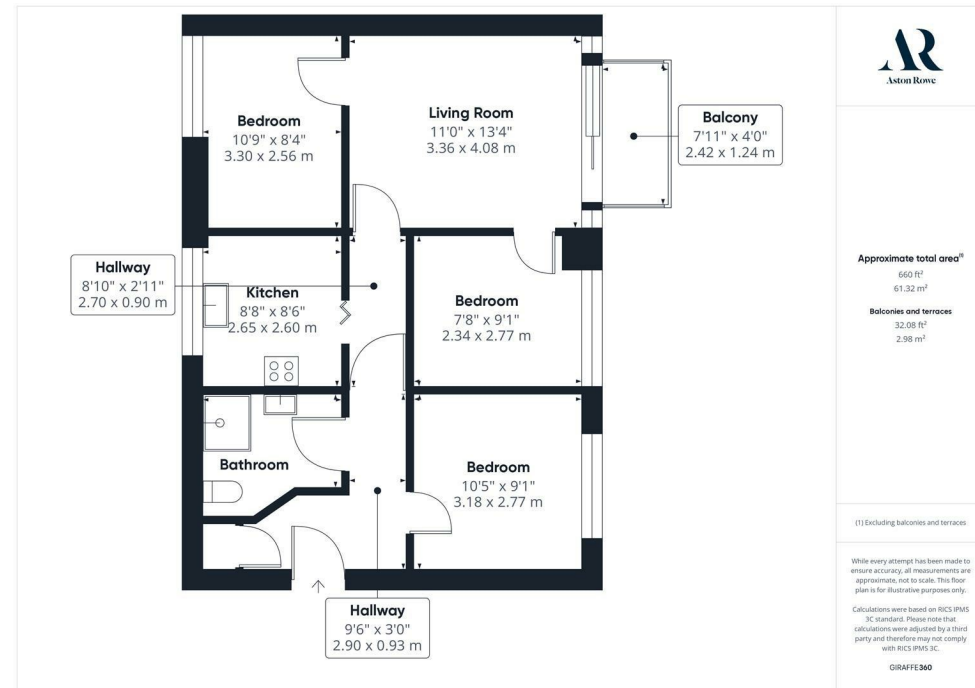 Bedroom
10'9" x 8'4"
3.30 x 2.56 m
Living Room
11'0" x 13'4"
3.36 x 4.08 m
Balcony
7'11" x 4'0"
2.42 x 1.24 m
Hallway
8'10" x 2'11"
2.70 x 0.90 m
Kitchen
8'8" x 8'6"
2.65 x 2.60 m
Bedroom
7'8" x 9'1"
2.34 x 2.77 m
Bathroom
Bedroom
10'5" x 9'1"
3.18 x 2.77 m
Hallway
9'6" x 3'0"
2.90 x 0.93 m
AR
Aston Rowe
Approximate total area(1)
660 ft²
61.32 m²
Balconies and terraces
32.08 ft²
2.98 m²
(1) Excluding balconies and terraces
While every attempt has been made to
ensure accuracy, all measurements are
approximate, not to scale. This floor
plan is for illustrative purposes only.
Calculations were based on RICS IPMS
3C standard. Please note that
calculations were adjusted by a third
party and therefore may not comply
with RICS IPMS 3C.
GIRAFFE360